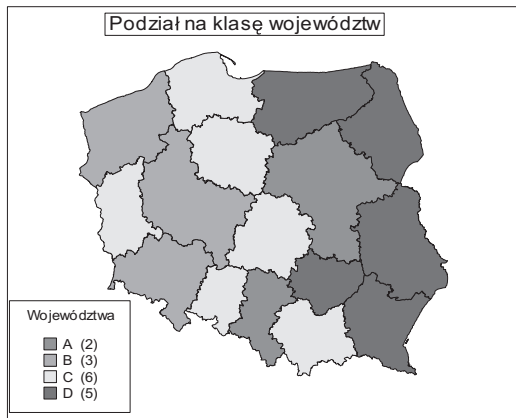 Podział na klasę województw
Województwa
A (2)
B (3)
C (6)
D (5)